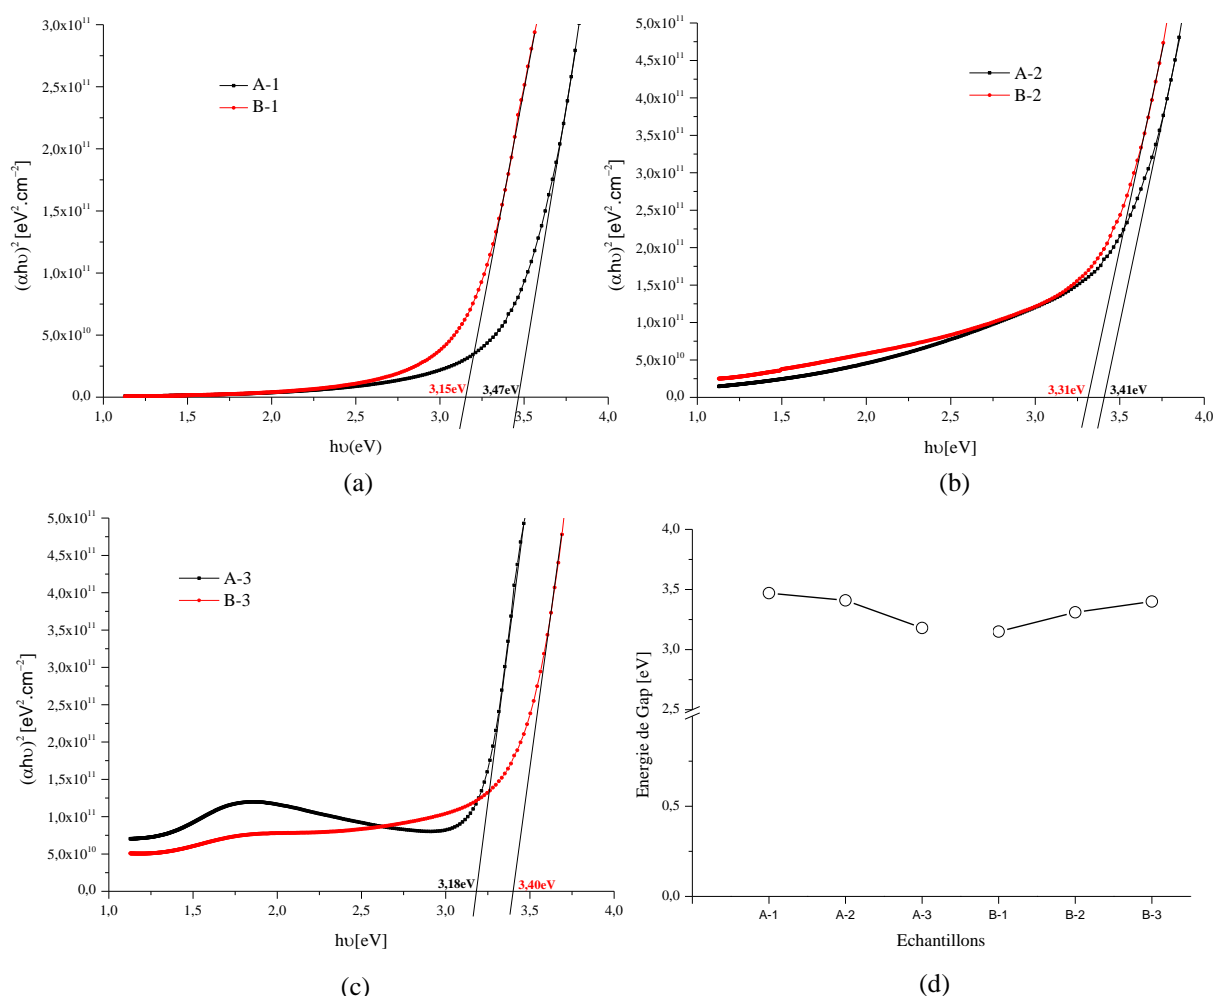 3,0x10¹¹
2,5x10¹¹
2,0x10¹¹
1,5x10¹¹
1,0x10¹¹
5,0x10¹⁰
0,0
(αhυ)² [eV².cm⁻²]
A-1
B-1
3,15eV 3,47eV
1,0 1,5 2,0 2,5 3,0 3,5 4,0
hυ(eV)
(a)
5,0x10¹¹
4,5x10¹¹
4,0x10¹¹
3,5x10¹¹
3,0x10¹¹
2,5x10¹¹
2,0x10¹¹
1,5x10¹¹
1,0x10¹¹
5,0x10¹⁰
0,0
(αhυ)² [eV².cm⁻²]
A-2
B-2
3,31eV 3,41eV
1,0 1,5 2,0 2,5 3,0 3,5 4,0
hυ[eV]
(b)
5,0x10¹¹
4,5x10¹¹
4,0x10¹¹
3,5x10¹¹
3,0x10¹¹
2,5x10¹¹
2,0x10¹¹
1,5x10¹¹
1,0x10¹¹
5,0x10¹⁰
0,0
(αhυ)² [eV².cm⁻²]
A-3
B-3
3,18eV 3,40eV
1,0 1,5 2,0 2,5 3,0 3,5 4,0
hυ[eV]
(c)
4,0
3,5
3,0
2,5
0,5
0,0
Energie de Gap [eV]
A-1 A-2 A-3 B-1 B-2 B-3
Echantillons
(d)